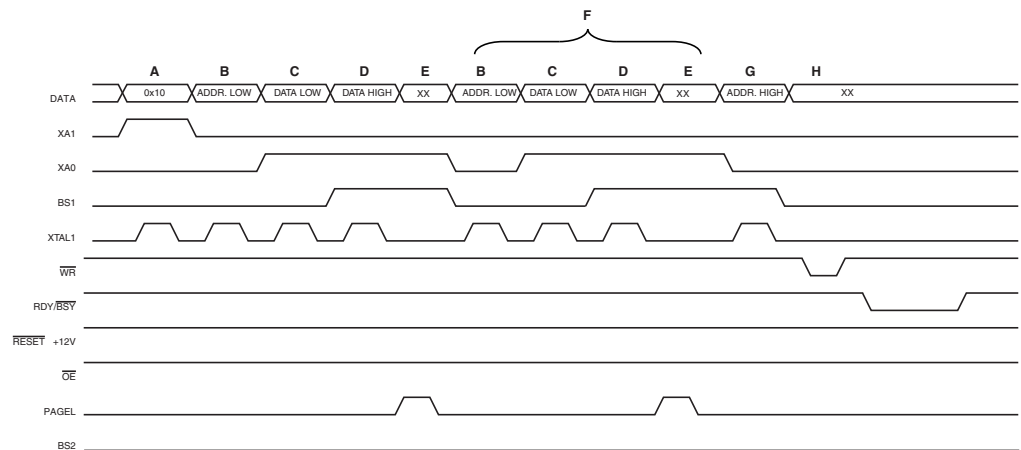 F
A B C D E B C D E G H
DATA 0x10 ADDR. LOW DATA LOW DATA HIGH XX ADDR. LOW DATA LOW DATA HIGH XX ADDR. HIGH XX
XA1
XA0
BS1
XTAL1
WR
RDY/BSY
RESET +12V
OE
PAGEL
BS2